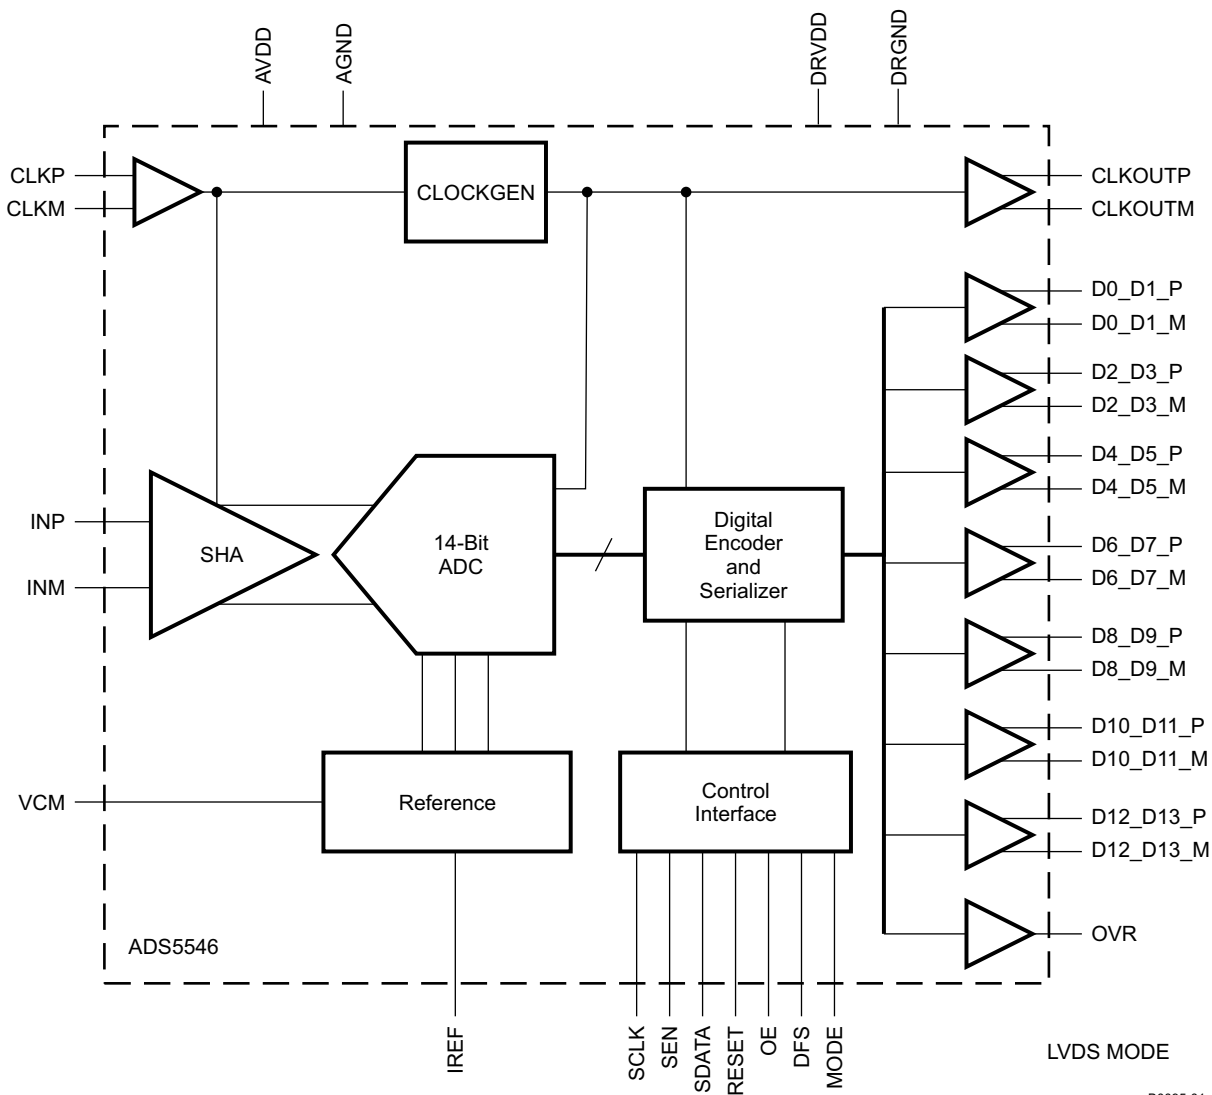 AVDD
AGND
DRVDD
DRGND
CLKP
CLKM
CLOCKGEN
CLKOUTP
CLKOUTM
D0_D1_P
D0_D1_M
D2_D3_P
D2_D3_M
D4_D5_P
D4_D5_M
INP
INM
SHA
14-Bit
ADC
Digital
Encoder
and
Serializer
D6_D7_P
D6_D7_M
D8_D9_P
D8_D9_M
D10_D11_P
D10_D11_M
VCM
Reference
Control
Interface
D12_D13_P
D12_D13_M
OVR
ADS5546
IREF
SCLK
SEN
SDATA
RESET
OE
DFS
MODE
LVDS MODE